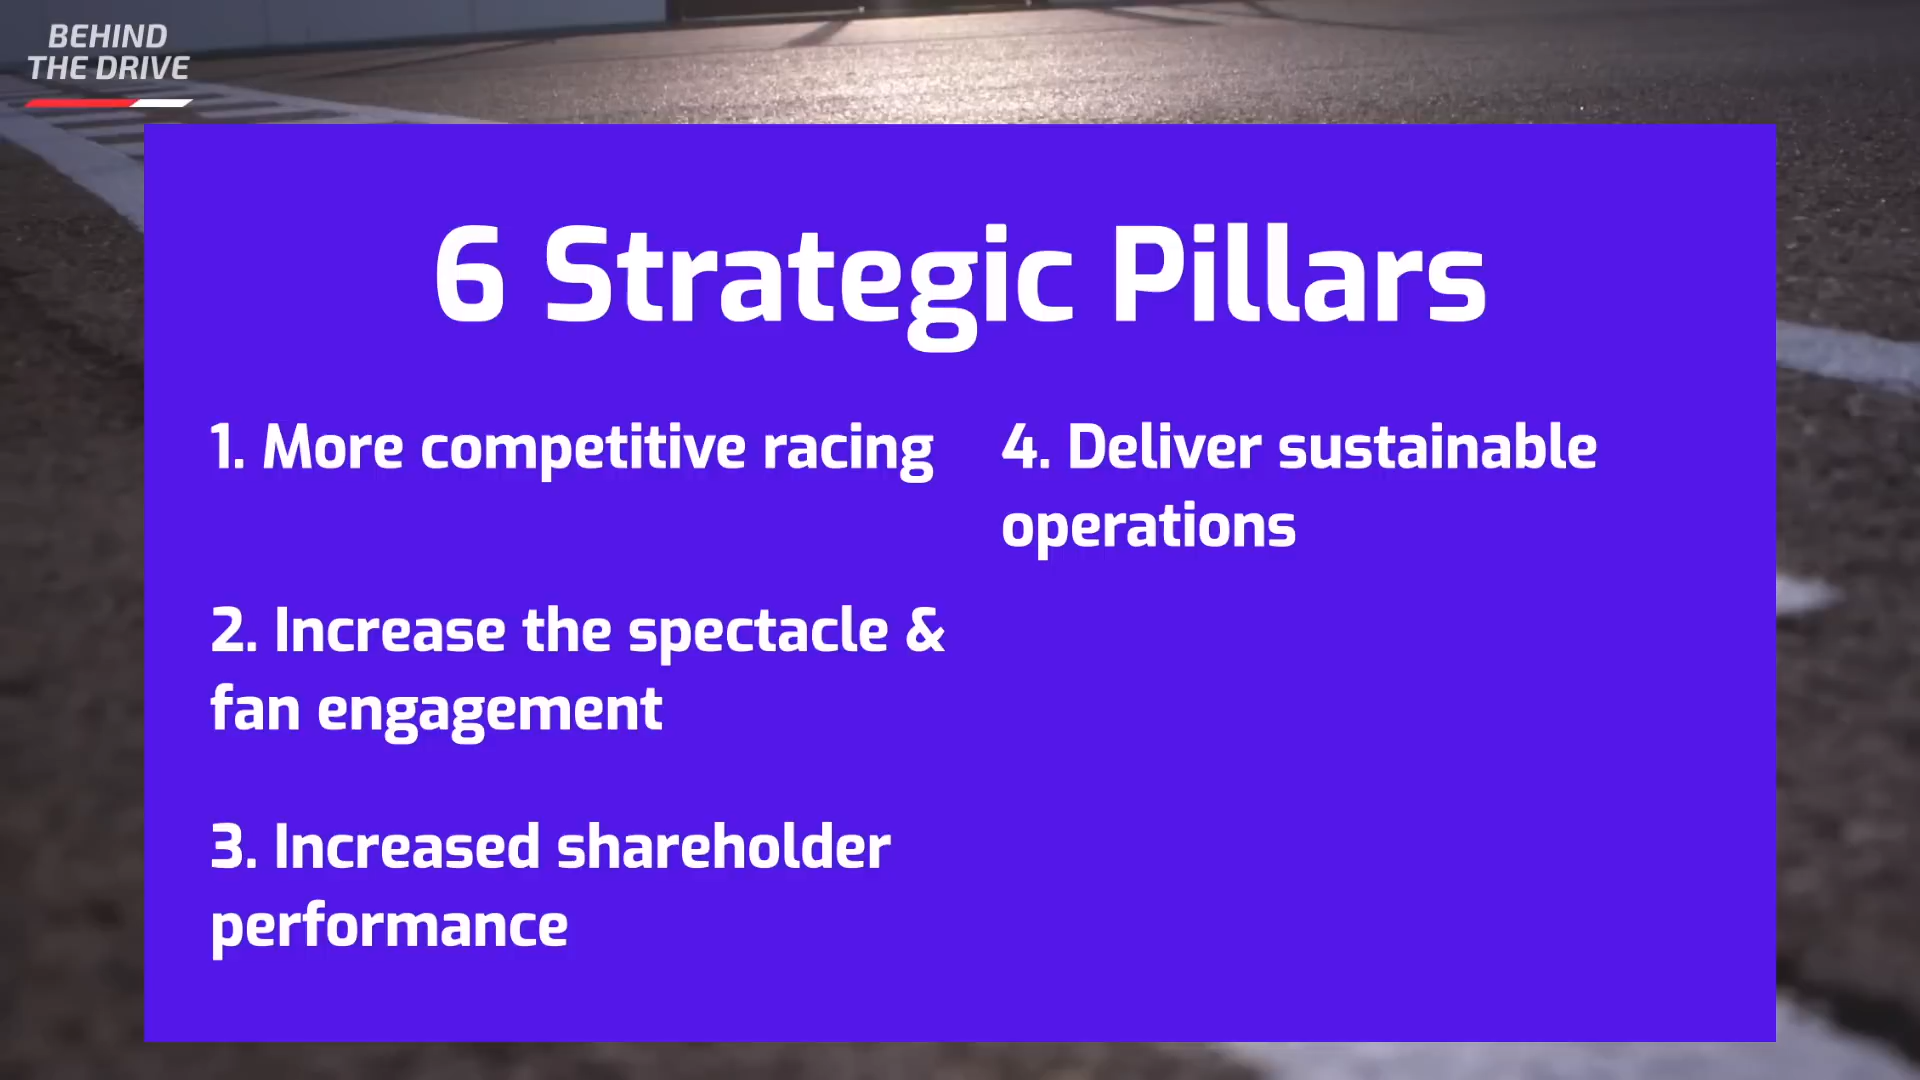 BEHIND
THE DRIVE
6 Strategic Pillars
1. More competitive racing
2. Increase the spectacle &
fan engagement
3. Increased shareholder
performance
4. Deliver sustainable
operations